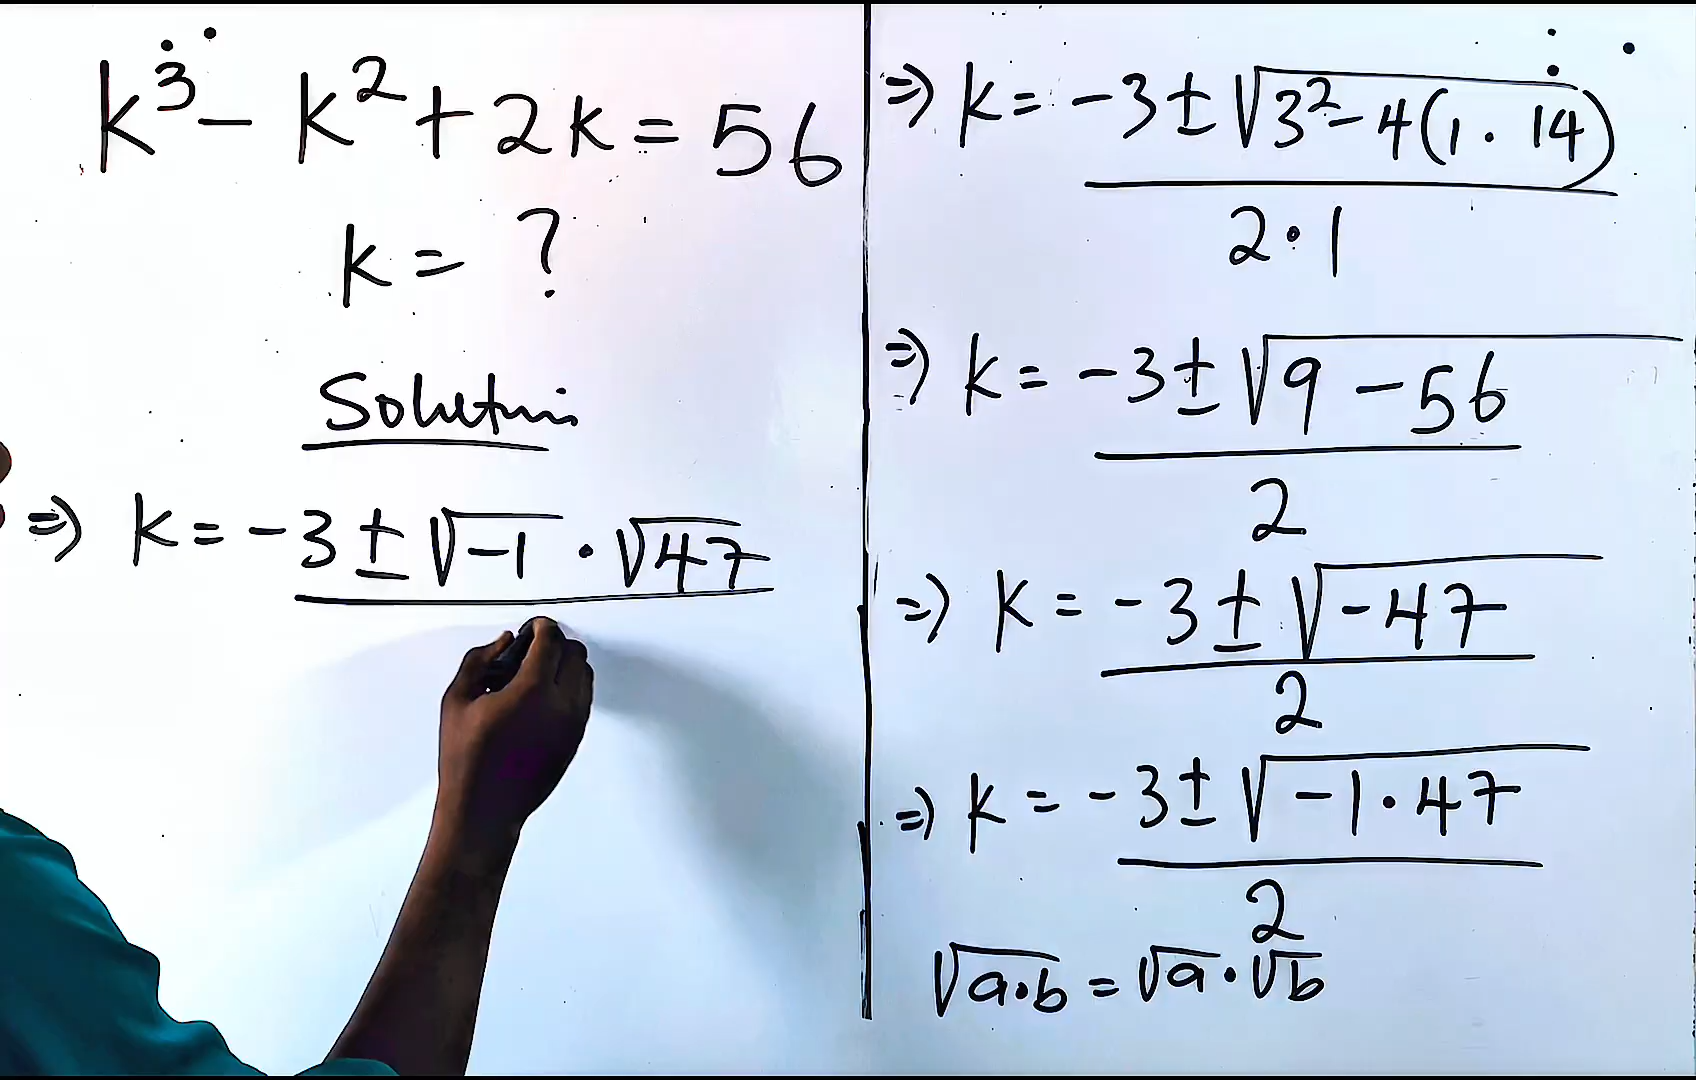 k³ - k² + 2k = 56
k = ?
Solution
⇒ k = -3 ± √-1 · √47
⇒ k = -3 ± √3² - 4(1 · 14)
2 · 1
⇒ k = -3 ± √9 - 56
2
⇒ k = -3 ± √-47
2
⇒ k = -3 ± √-1 · 47
2
√a·b = √a · √b